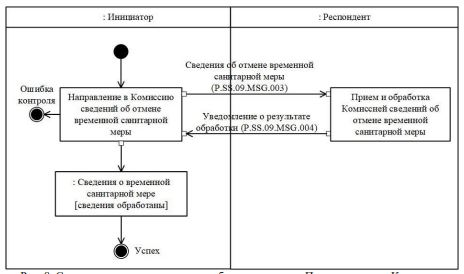 : Инициатор
: Респондент
Сведения об отмене временной
санитарной меры
(P.SS.09.MSG.003)
Ошибка
контроля
Направление в Комиссию
сведений об отмене
временной санитарной
меры
Прием и обработка
Комиссией сведений об
отмене временной
санитарной меры
Уведомление о результате
обработки (P.SS.09.MSG.004)
: Сведения о временной
санитарной мере
[сведения обработаны]
Успех